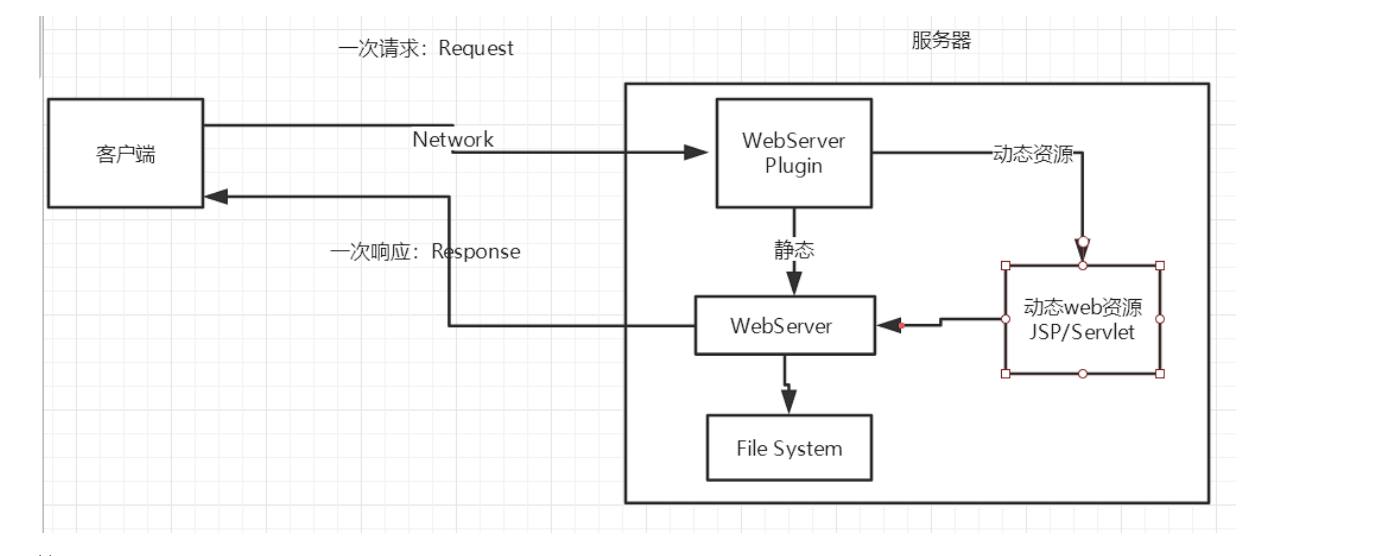 一次请求：Request
服务器
客户端
Network
WebServer
Plugin
动态资源
一次响应：Response
静态
动态web资源
JSP/Servlet
WebServer
File System